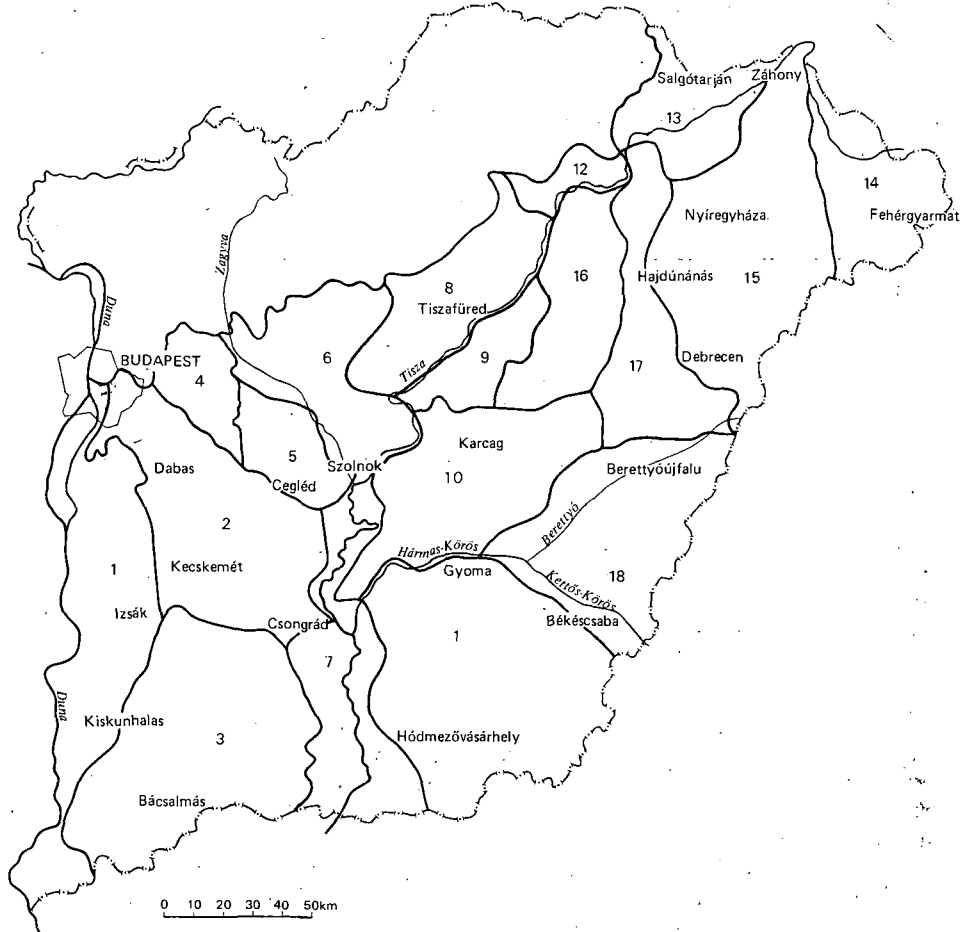 Salgótarján
Záhony
13
12
14
Nyíregyháza
Fehérgyarmat
Zagyva
Duna
8
16
Hajdúnánás
15
Tiszafüred
BUDAPEST
4
6
Tisza
9
17
Debrecen
1
Karcag
5
Szolnok
Dabas
Cegléd
10
Berettyóújfalu
2
Berettyó
Hármas-Körös
Kecskemét
1
Gyoma
18
Kettős-Körös
Izsák
Csongrád
Békéscsaba
7
1
Duna
Kiskunhalas
3
Hódmezővásárhely
Bácsalmás
0 10 20 30 40 50km